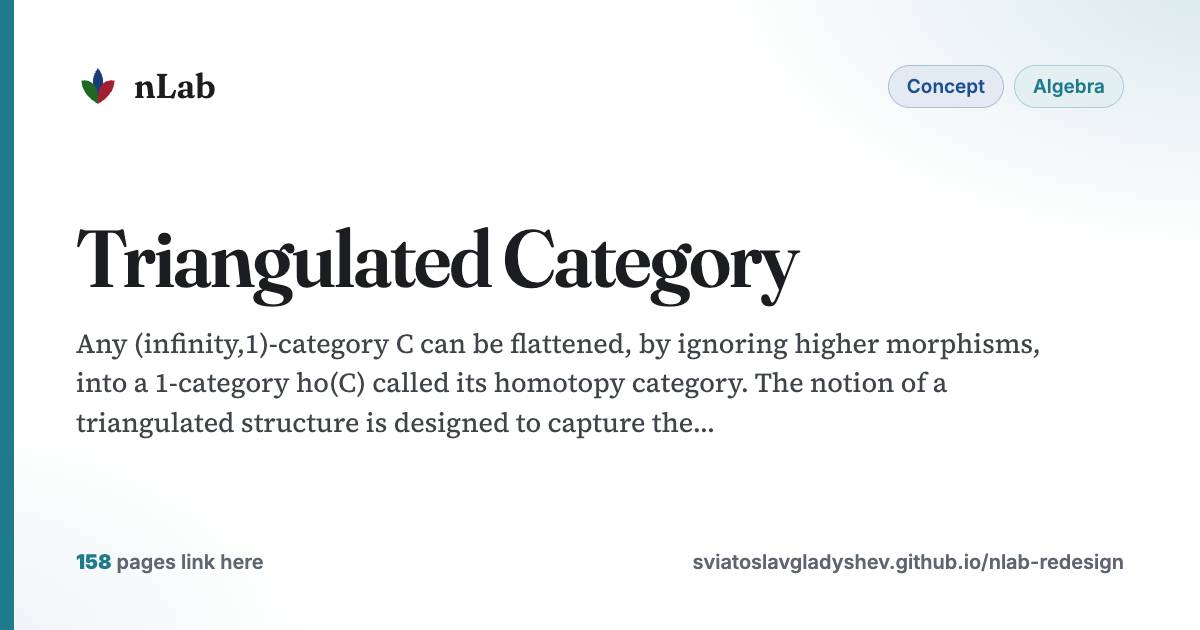 nLab
Concept
Algebra
Triangulated Category
Any (infinity,1)-category C can be flattened, by ignoring higher morphisms,
into a 1-category ho(C) called its homotopy category. The notion of a
triangulated structure is designed to capture the...
158 pages link here
sviatoslavgladyshev.github.io/nlab-redesign